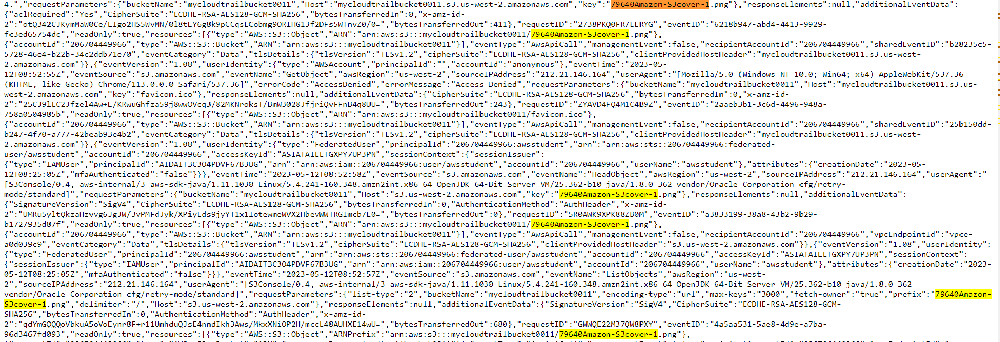 4.","requestParameters":{"bucketName":"mycloudtrailbucket0011","Host":"mycloudtrailbucket0011.s3.us-west-2.amazonaws.com","key":"79640Amazon-S3cover-1.png"},"responseElements":null,"additionalEventData":
{"aclRequired":"Yes","CipherSuite":"ECDHE-RSA-AES128-GCM-SHA256","bytesTransferredIn":0,"x-amz-id-
2":"otQ342CJKymMaW0Ce/LIgo2HS5WvMN/0l8tEY6g8k9pCCqsLCobmg9ORIHG13f2DFs5WTnvZ0/0=","bytesTransferredOut":411},"requestID":"2738PKQ0FR7EERYG","eventID":"6218b947-abd4-4413-9929-
fc3ed65754dc","readOnly":true,"resources":[{"type":"AWS::S3::Object","ARN":"arn:aws:s3:::mycloudtrailbucket0011/79640Amazon-S3cover-1.png"},
{"accountId":"206704449966","type":"AWS::S3::Bucket","ARN":"arn:aws:s3:::mycloudtrailbucket0011"}],"eventType":"AwsApiCall","managementEvent":false,"recipientAccountId":"206704449966","sharedEventID":"b28235c5-
5728-46e4-b22b-34c2ddb71e70","eventCategory":"Data","tlsDetails":{"tlsVersion":"TLSv1.2","cipherSuite":"ECDHE-RSA-AES128-GCM-SHA256","clientProvidedHostHeader":"mycloudtrailbucket0011.s3.us-west-
2.amazonaws.com"}},{"eventVersion":"1.08","userIdentity":{"type":"AWSAccount","principalId":"","accountId":"anonymous"},"eventTime":"2023-05-
12T08:52:55Z","eventSource":"s3.amazonaws.com","eventName":"GetObject","awsRegion":"us-west-2","sourceIPAddress":"212.21.146.164","userAgent":"[Mozilla/5.0 (Windows NT 10.0; Win64; x64) AppleWebKit/537.36
(KHTML, like Gecko) Chrome/113.0.0.0 Safari/537.36]","errorCode":"AccessDenied","errorMessage":"Access Denied","requestParameters":{"bucketName":"mycloudtrailbucket0011","Host":"mycloudtrailbucket0011.s3.us-
west-2.amazonaws.com","key":"favicon.ico"},"responseElements":null,"additionalEventData":{"CipherSuite":"ECDHE-RSA-AES128-GCM-SHA256","bytesTransferredIn":0,"x-amz-id-
2":"25CJ9lLC2Jfzel4Aw+E/KRwuGhfza59j8wwOVcq3/82MKNroksT/BmW3028JfjriQvFFnB4q8UU=","bytesTransferredOut":243},"requestID":"ZYAVD4FQ4M1C4B9Z","eventID":"2aaeb3b1-3c6d-4496-948a-
758a0504985b","readOnly":true,"resources":[{"type":"AWS::S3::Object","ARN":"arn:aws:s3:::mycloudtrailbucket0011/favicon.ico"},
{"accountId":"206704449966","type":"AWS::S3::Bucket","ARN":"arn:aws:s3:::mycloudtrailbucket0011"}],"eventType":"AwsApiCall","managementEvent":false,"recipientAccountId":"206704449966","sharedEventID":"25b150dd-
b247-4f70-a777-42beab93e4b2","eventCategory":"Data","tlsDetails":{"tlsVersion":"TLSv1.2","cipherSuite":"ECDHE-RSA-AES128-GCM-SHA256","clientProvidedHostHeader":"mycloudtrailbucket0011.s3.us-west-
2.amazonaws.com"}},{"eventVersion":"1.08","userIdentity":{"type":"FederatedUser","principalId":"206704449966:awsstudent","arn":"arn:aws:sts::206704449966:federated-
user/awsstudent","accountId":"206704449966","accessKeyId":"ASIATAIELTGXPY7UP3PN","sessionContext":{"sessionIssuer":
{"type":"IAMUser","principalId":"AIDAIT3C3O4PDVF67B3UG","arn":"arn:aws:iam::206704449966:user/awsstudent","accountId":"206704449966","userName":"awsstudent"},"attributes":{"creationDate":"2023-05-
12T08:25:05Z","mfaAuthenticated":"false"}}},"eventTime":"2023-05-12T08:52:58Z","eventSource":"s3.amazonaws.com","eventName":"HeadObject","awsRegion":"us-west-2","sourceIPAddress":"212.21.146.164","userAgent":"
[S3Console/0.4, aws-internal/3 aws-sdk-java/1.11.1030 Linux/5.4.241-160.348.amzn2int.x86_64 OpenJDK_64-Bit_Server_VM/25.362-b10 java/1.8.0_362 vendor/Oracle_Corporation cfg/retry-
mode/standard]","requestParameters":{"bucketName":"mycloudtrailbucket0011","Host":"s3.us-west-2.amazonaws.com","key":"79640Amazon-S3cover-1.png"},"responseElements":null,"additionalEventData":
{"SignatureVersion":"SigV4","CipherSuite":"ECDHE-RSA-AES128-GCM-SHA256","bytesTransferredIn":0,"AuthenticationMethod":"AuthHeader","x-amz-id-
2":"UMRu5yltQkzaHzvvg6JgJW/3vPMFdJyk/XPiyLds9jyYT1x1IotewmeWVX2HbevWWTRGImcb7E0=","bytesTransferredOut":0},"requestID":"5R0AWK9XPK88ZB0M","eventID":"a3833199-38a8-43b2-9b29-
b1727935d87f","readOnly":true,"resources":[{"type":"AWS::S3::Object","ARN":"arn:aws:s3:::mycloudtrailbucket0011/79640Amazon-S3cover-1.png"},
{"accountId":"206704449966","type":"AWS::S3::Bucket","ARN":"arn:aws:s3:::mycloudtrailbucket0011"}],"eventType":"AwsApiCall","managementEvent":false,"recipientAccountId":"206704449966","vpcEndpointId":"vpce-
a0d039c9","eventCategory":"Data","tlsDetails":{"tlsVersion":"TLSv1.2","cipherSuite":"ECDHE-RSA-AES128-GCM-SHA256","clientProvidedHostHeader":"s3.us-west-2.amazonaws.com"}},{"eventVersion":"1.08","userIdentity":
{"type":"FederatedUser","principalId":"206704449966:awsstudent","arn":"arn:aws:sts::206704449966:federated-user/awsstudent","accountId":"206704449966","accessKeyId":"ASIATAIELTGXPY7UP3PN","sessionContext":
{"sessionIssuer":{"type":"IAMUser","principalId":"AIDAIT3C3O4PDVF67B3UG","arn":"arn:aws:iam::206704449966:user/awsstudent","accountId":"206704449966","userName":"awsstudent"},"attributes":{"creationDate":"2023-
05-12T08:25:05Z","mfaAuthenticated":"false"}}},"eventTime":"2023-05-12T08:52:57Z","eventSource":"s3.amazonaws.com","eventName":"ListObjects","awsRegion":"us-west-
2","sourceIPAddress":"212.21.146.164","userAgent":"[S3Console/0.4, aws-internal/3 aws-sdk-java/1.11.1030 Linux/5.4.241-160.348.amzn2int.x86_64 OpenJDK_64-Bit_Server_VM/25.362-b10 java/1.8.0_362
vendor/Oracle_Corporation cfg/retry-mode/standard]","requestParameters":{"list-type":"2","bucketName":"mycloudtrailbucket0011","encoding-type":"url","max-keys":"3000","fetch-owner":"true","prefix":"79640Amazon-
S3cover-1.png","delimiter":"/","Host":"s3.us-west-2.amazonaws.com"},"responseElements":null,"additionalEventData":{"SignatureVersion":"SigV4","CipherSuite":"ECDHE-RSA-AES128-GCM-
SHA256","bytesTransferredIn":0,"AuthenticationMethod":"AuthHeader","x-amz-id-
2":"qdYmGQQQoVbkuA5oVoEynr8F+r11UmhduQJsE4nndIkh3Aws/MkxXNiOP2H/mccL48AUHXE14wU=","bytesTransferredOut":680},"requestID":"GWWQE22M37QW8PXY","eventID":"4a5aa531-5ae8-4d9e-a7ba-
96d3467fd093","readOnly":true,"resources":[{"type":"AWS::S3::Object","ARNPrefix":"arn:aws:s3:::mycloudtrailbucket0011/79640Amazon-S3cover-1.png"},